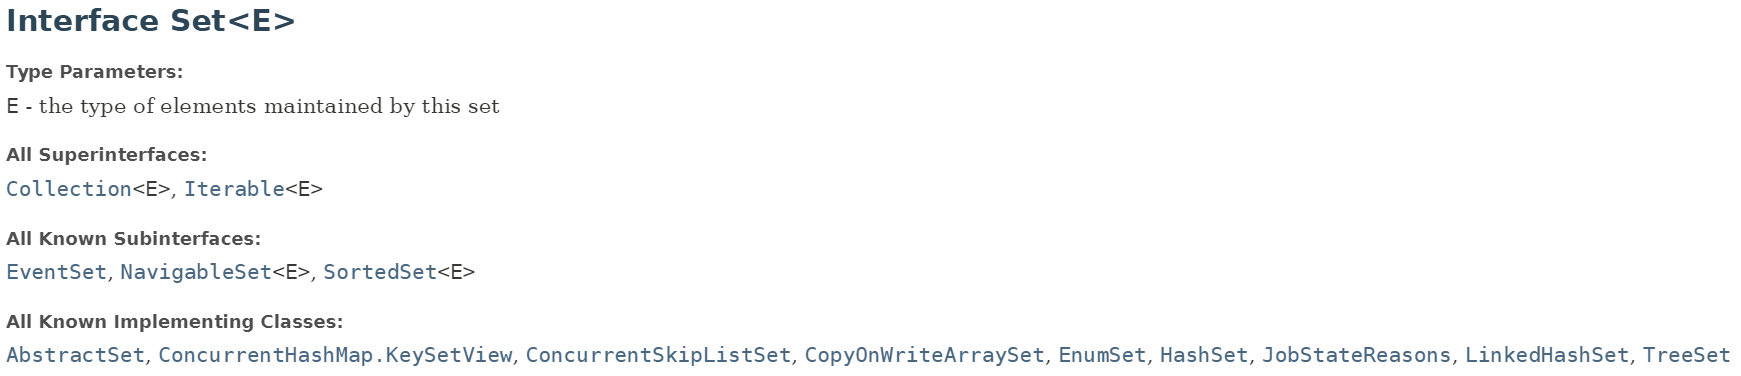 Interface Set<E>
Type Parameters:
E - the type of elements maintained by this set
All Superinterfaces:
Collection<E>, Iterable<E>
All Known Subinterfaces:
EventSet, NavigableSet<E>, SortedSet<E>
All Known Implementing Classes:
AbstractSet, ConcurrentHashMap.KeySetView, ConcurrentSkipListSet, CopyOnWriteArraySet, EnumSet, HashSet, JobStateReasons, LinkedHashSet, TreeSet